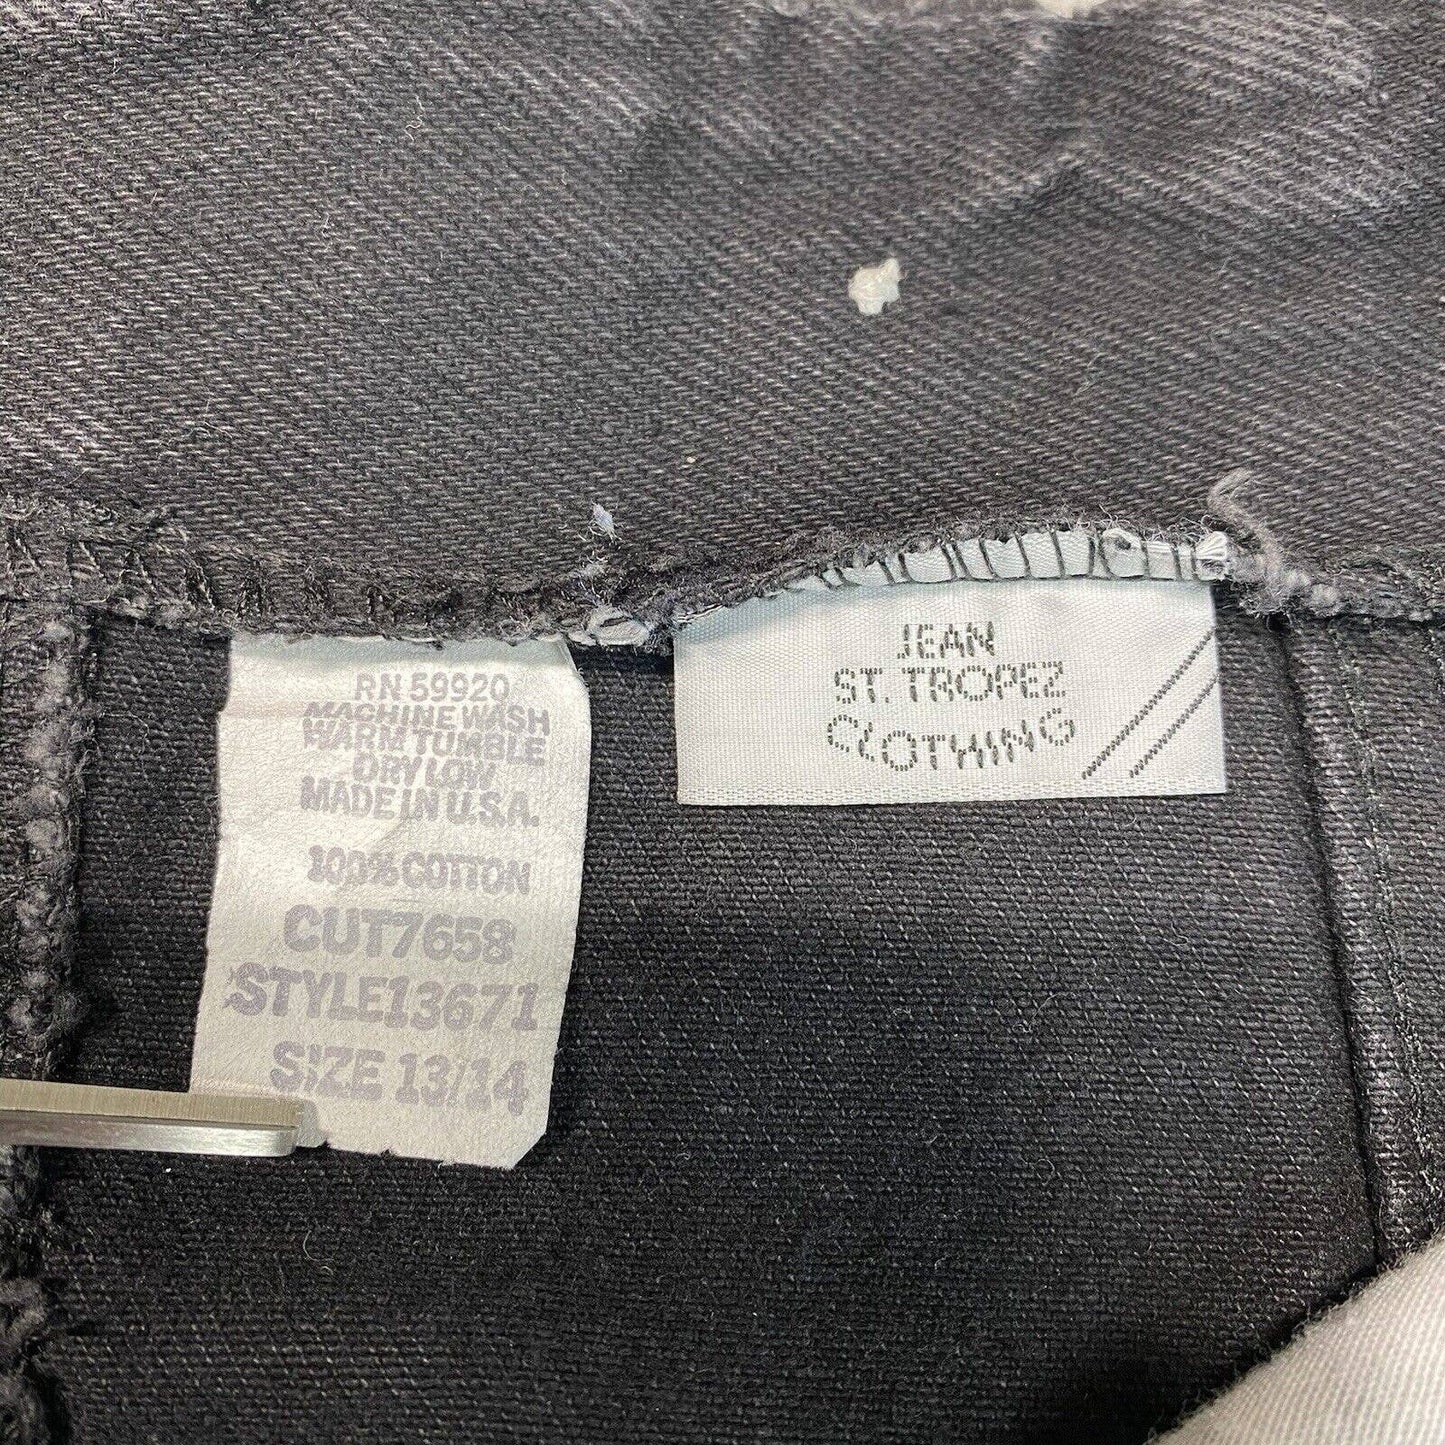 RN 59920
MACHINE WASH
WARM TUMBLE
DRY LOW
MADE IN U.S.A.
100% COTTON
CUT7658
STYLE13671
SIZE 13/14
JEAN
ST. TROPEZ
CLOTHING